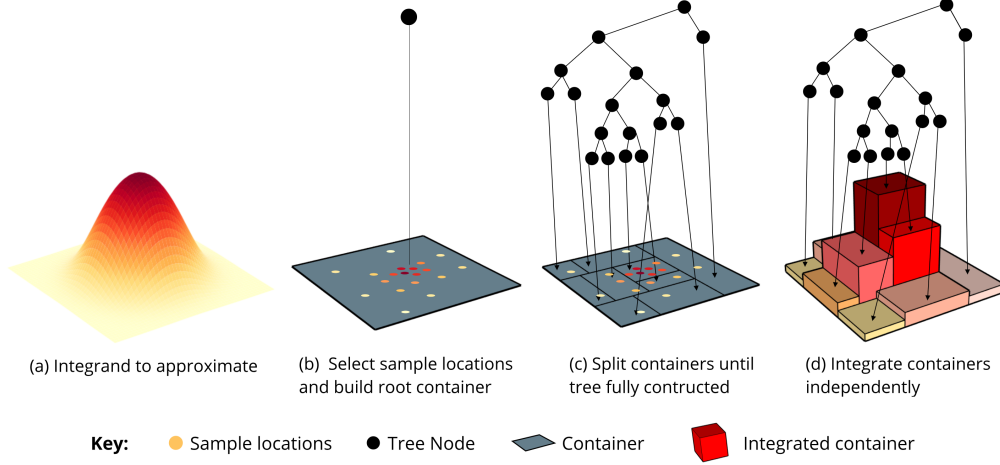 (a) Integrand to approximate
(b) Select sample locations
and build root container
(c) Split containers until
tree fully contructed
(d) Integrate containers
independently
Key: Sample locations Tree Node Container Integrated container